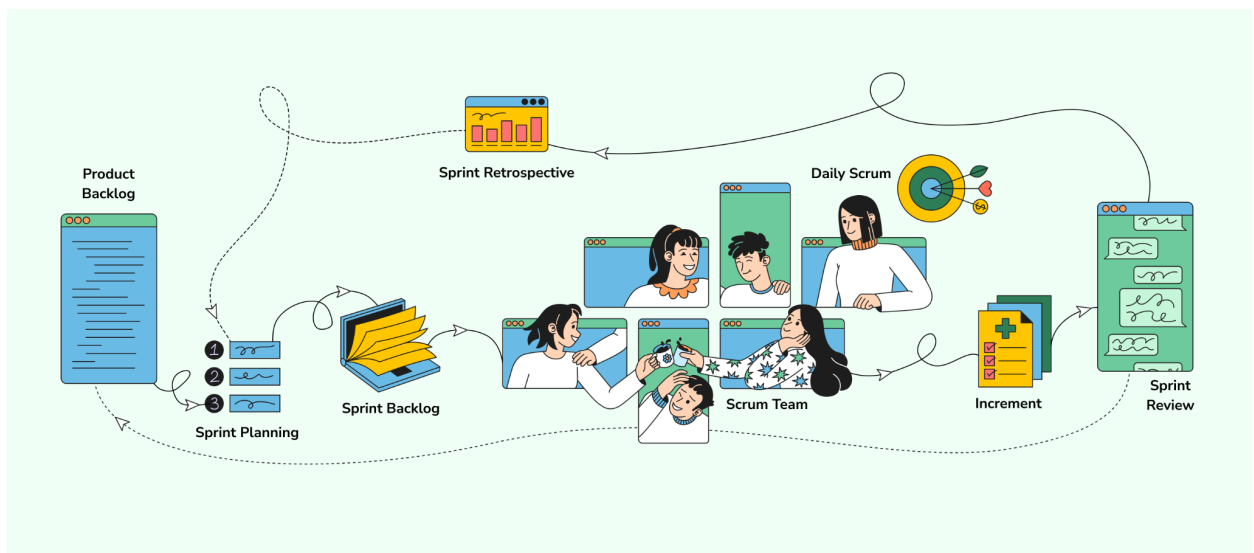 Product
Backlog
1
2
3
Sprint Planning
Sprint Backlog
Sprint Retrospective
Daily Scrum
Scrum Team
Increment
Sprint
Review